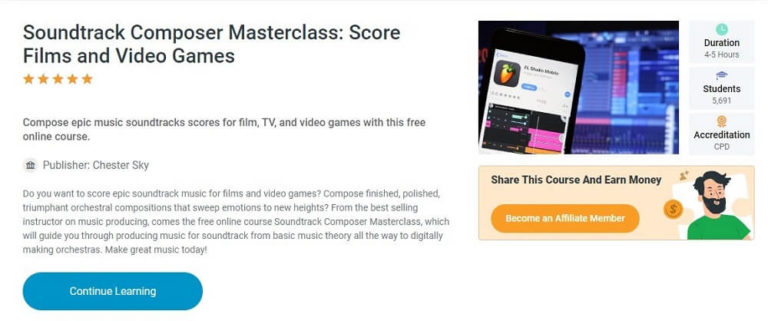 Soundtrack Composer Masterclass: Score
Films and Video Games
Compose epic music soundtracks scores for film, TV, and video games with this free
online course.
Publisher: Chester Sky
Do you want to score epic soundtrack music for films and video games? Compose finished, polished,
triumphant orchestral compositions that sweep emotions to new heights? From the best selling
instructor on music producing, comes the free online course Soundtrack Composer Masterclass, which
will guide you through producing music for soundtrack from basic music theory all the way to digitally
making orchestras. Make great music today!
Continue Learning
FL Studio Mobile
Duration
4-5 Hours
Students
5,691
Accreditation
CPD
Share This Course And Earn Money
Become an Affiliate Member